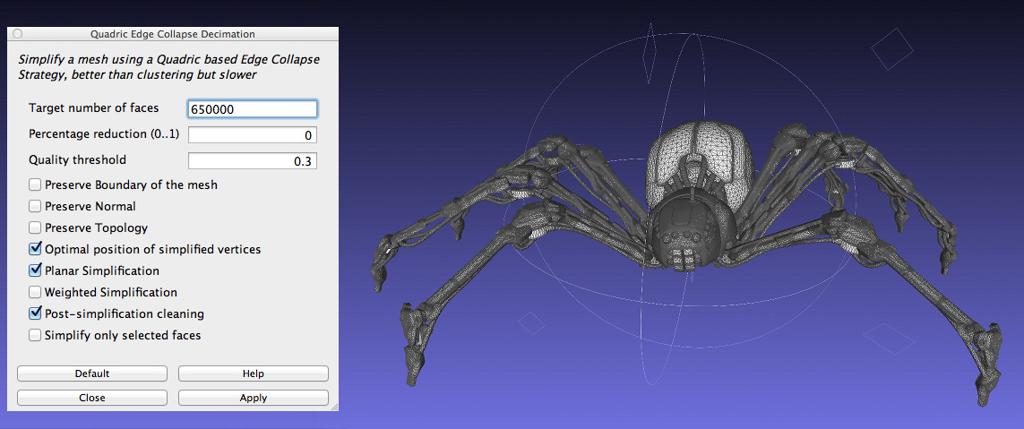 Quadric Edge Collapse Decimation
Simplify a mesh using a Quadric based Edge Collapse
Strategy, better than clustering but slower
Target number of faces 650000
Percentage reduction (0..1) 0
Quality threshold 0.3
Preserve Boundary of the mesh
Preserve Normal
Preserve Topology
Optimal position of simplified vertices
Planar Simplification
Weighted Simplification
Post-simplification cleaning
Simplify only selected faces
Default Help
Close Apply